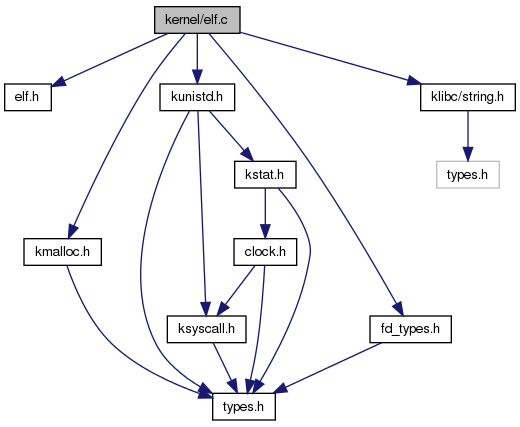 kernel/elf.c
elf.h
kunistd.h
klibc/string.h
kstat.h
types.h
kmalloc.h
clock.h
ksyscall.h
fd_types.h
types.h